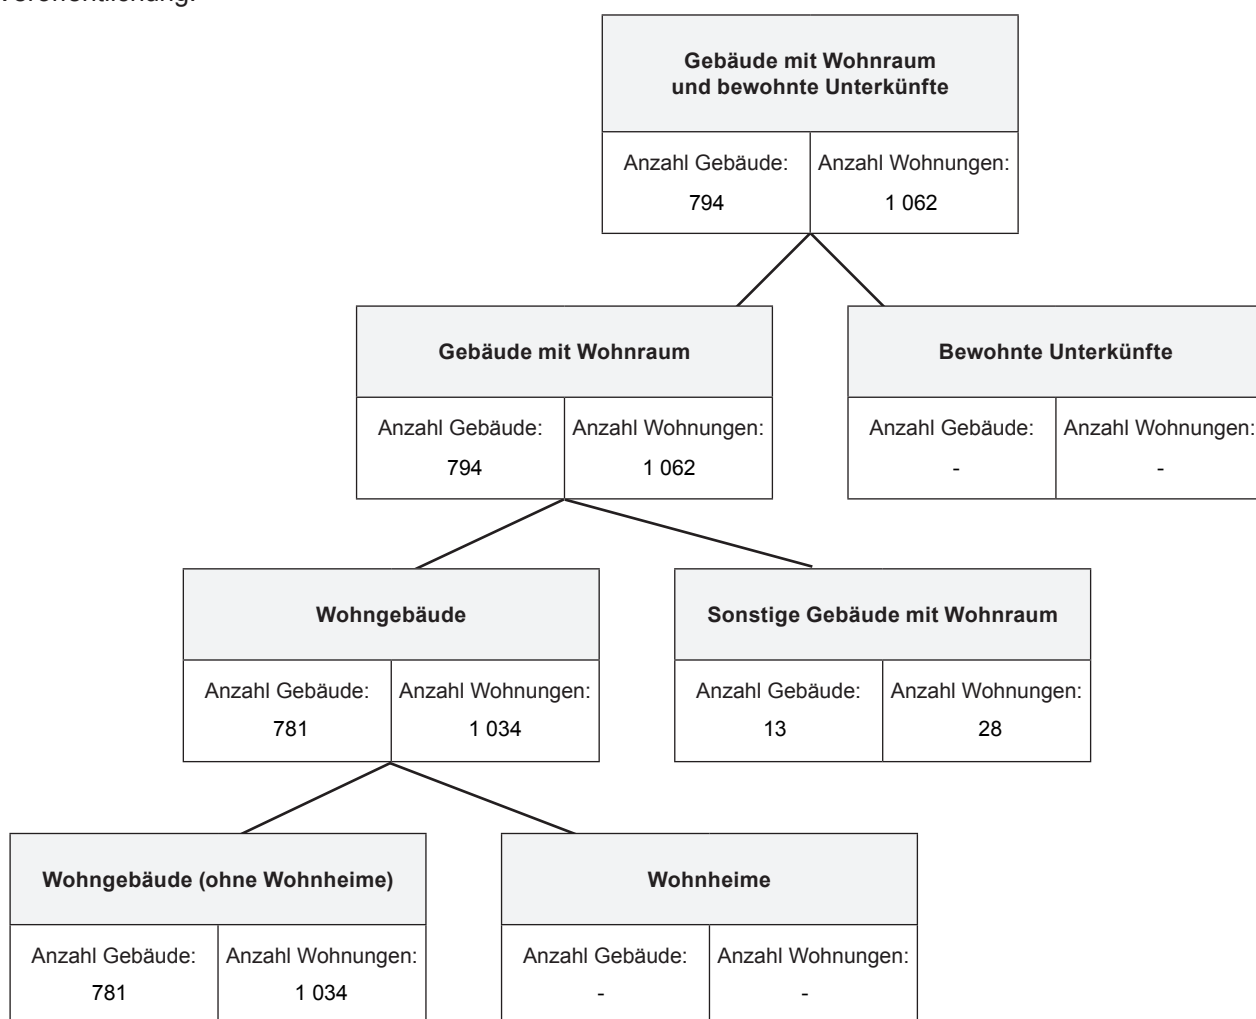 Veröffentlichung.
Gebäude mit Wohnraum
und bewohnte Unterkünfte
Anzahl Gebäude: Anzahl Wohnungen:
794 1 062
Gebäude mit Wohnraum Bewohnte Unterkünfte
Anzahl Gebäude: Anzahl Wohnungen: Anzahl Gebäude: Anzahl Wohnungen:
794 1 062 - -
Wohngebäude Sonstige Gebäude mit Wohnraum
Anzahl Gebäude: Anzahl Wohnungen: Anzahl Gebäude: Anzahl Wohnungen:
781 1 034 13 28
Wohngebäude (ohne Wohnheime) Wohnheime
Anzahl Gebäude: Anzahl Wohnungen: Anzahl Gebäude: Anzahl Wohnungen:
781 1 034 - -